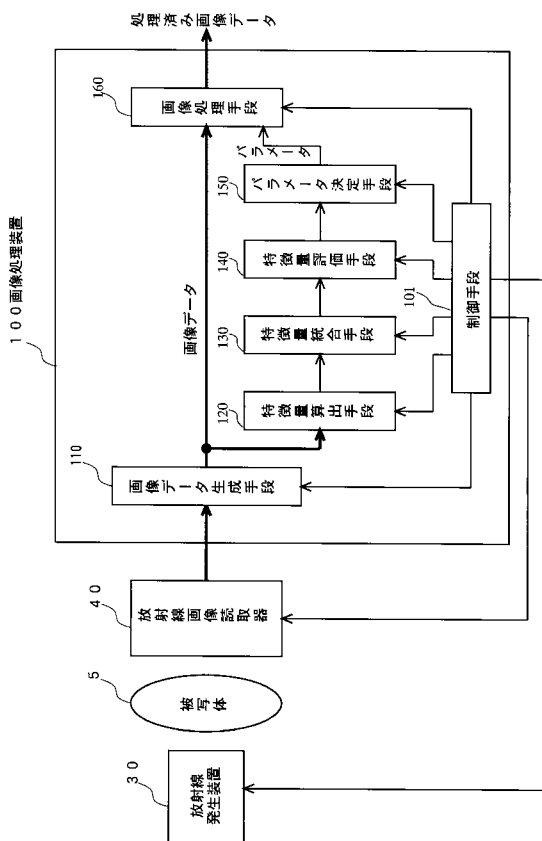 100画像処理装置
30
放射線
発生装置
5
被写体
40
放射線画像読取器
110
画像データ生成手段
画像データ
120
特徴量算出手段
130
特徴量統合手段
140
特徴量評価手段
150
パラメータ決定手段
パラメータ
160
画像処理手段
処理済み画像データ
101
制御手段